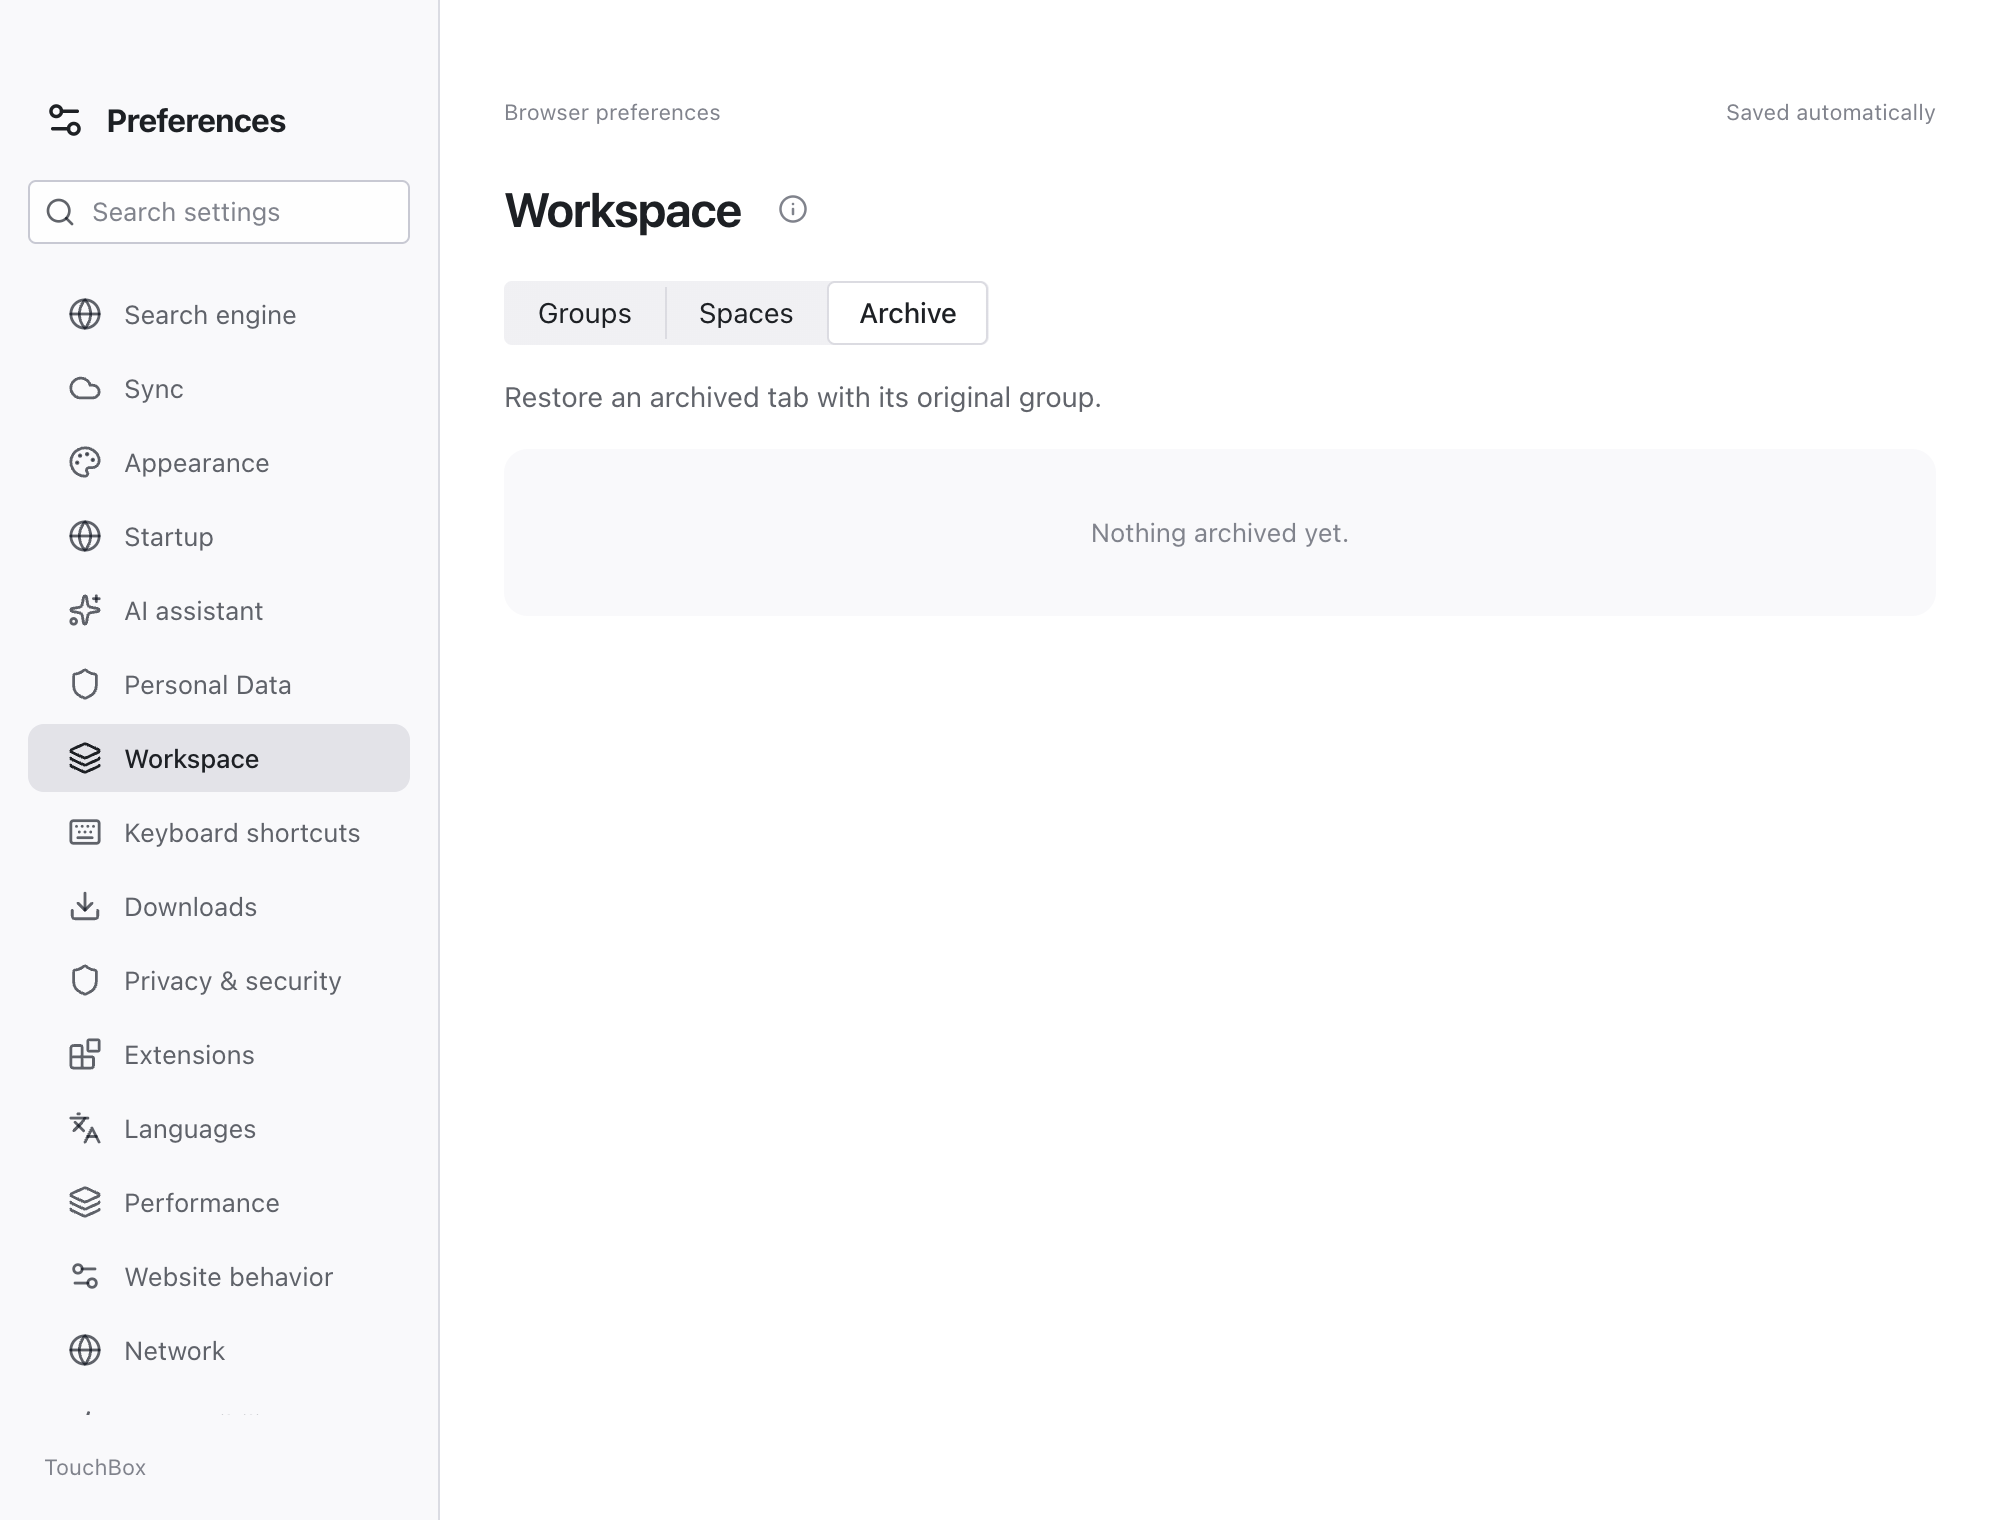 Preferences
Search settings
Search engine
Sync
Appearance
Startup
AI assistant
Personal Data
Workspace
Keyboard shortcuts
Downloads
Privacy & security
Extensions
Languages
Performance
Website behavior
Network
TouchBox
Browser preferences
Saved automatically
Workspace
Groups
Spaces
Archive
Restore an archived tab with its original group.
Nothing archived yet.